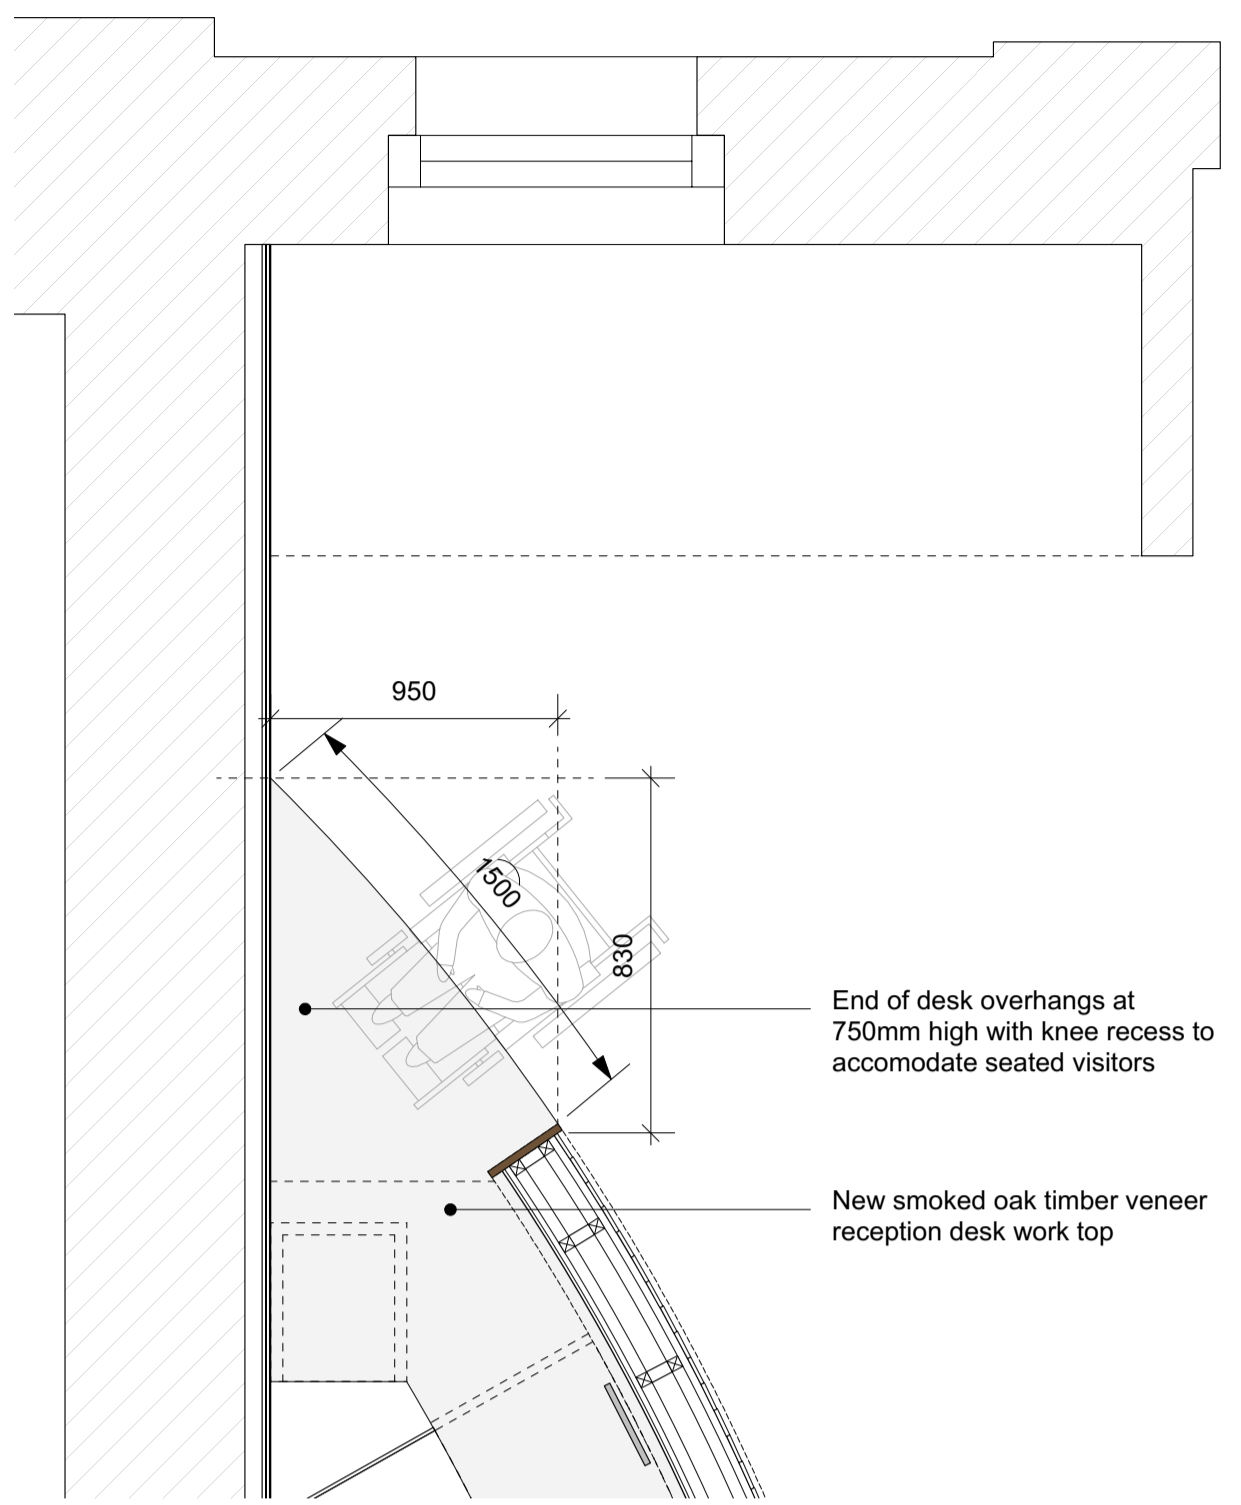 950
1500
830
End of desk overhangs at
750mm high with knee recess to
accomodate seated visitors
New smoked oak timber veneer
reception desk work top